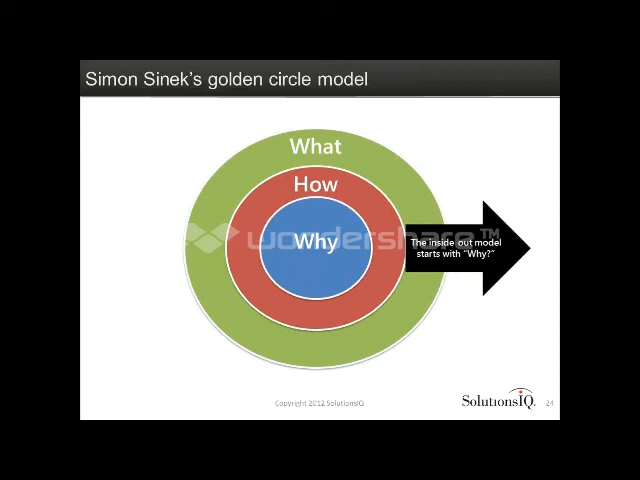 Simon Sinek's golden circle model
What
How
Why
wondershare™
The inside out model
starts with "Why?"
Copyright 2012 SolutionsIQ
SolutionsIQ.
24